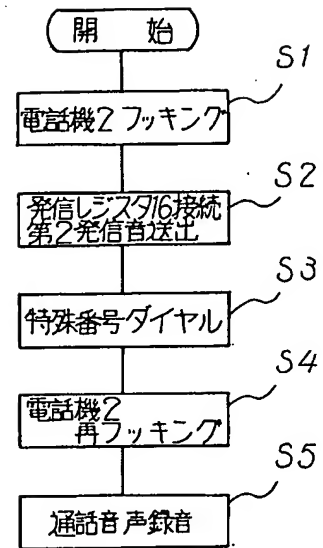 開 始
S1
電話機2フッキング
S2
発信レジスタ16接続
第2発信音送出
S3
特殊番号ダイヤル
S4
電話機2
再フッキング
S5
通話音声録音